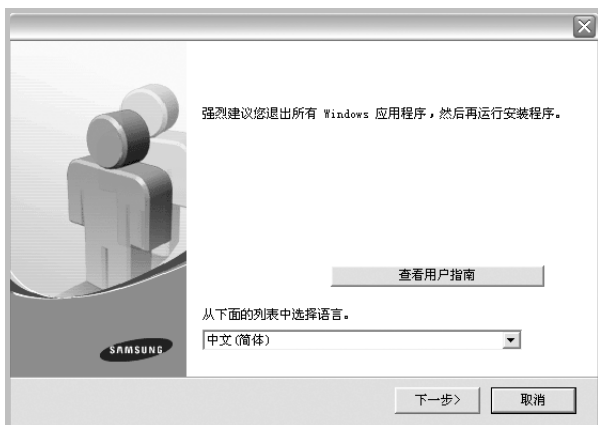 强烈建议您退出所有 Windows 应用程序，然后再运行安装程序。
查看用户指南
从下面的列表中选择语言。
中文(简体)
SAMSUNG
下一步>
取消